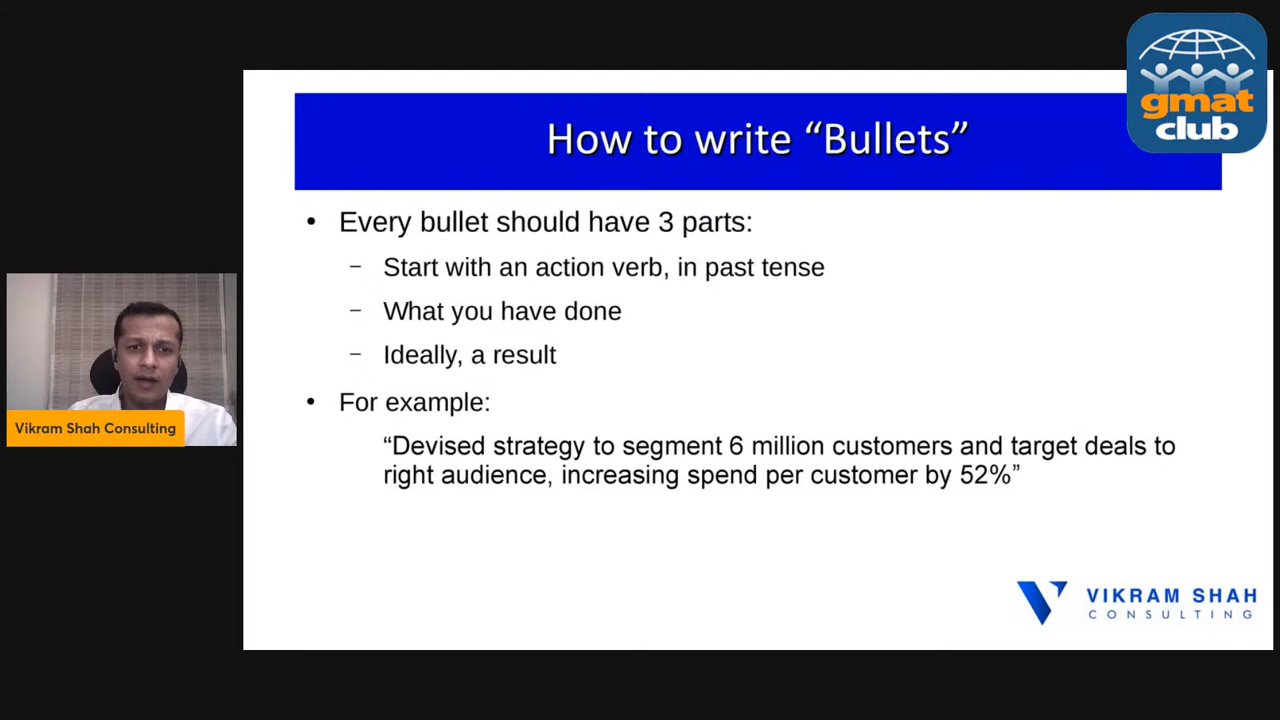 gmat
club
How to write “Bullets”
• Every bullet should have 3 parts:
– Start with an action verb, in past tense
– What you have done
– Ideally, a result
• For example:
“Devised strategy to segment 6 million customers and target deals to
right audience, increasing spend per customer by 52%”
Vikram Shah Consulting
VIKRAM SHAH
CONSULTING